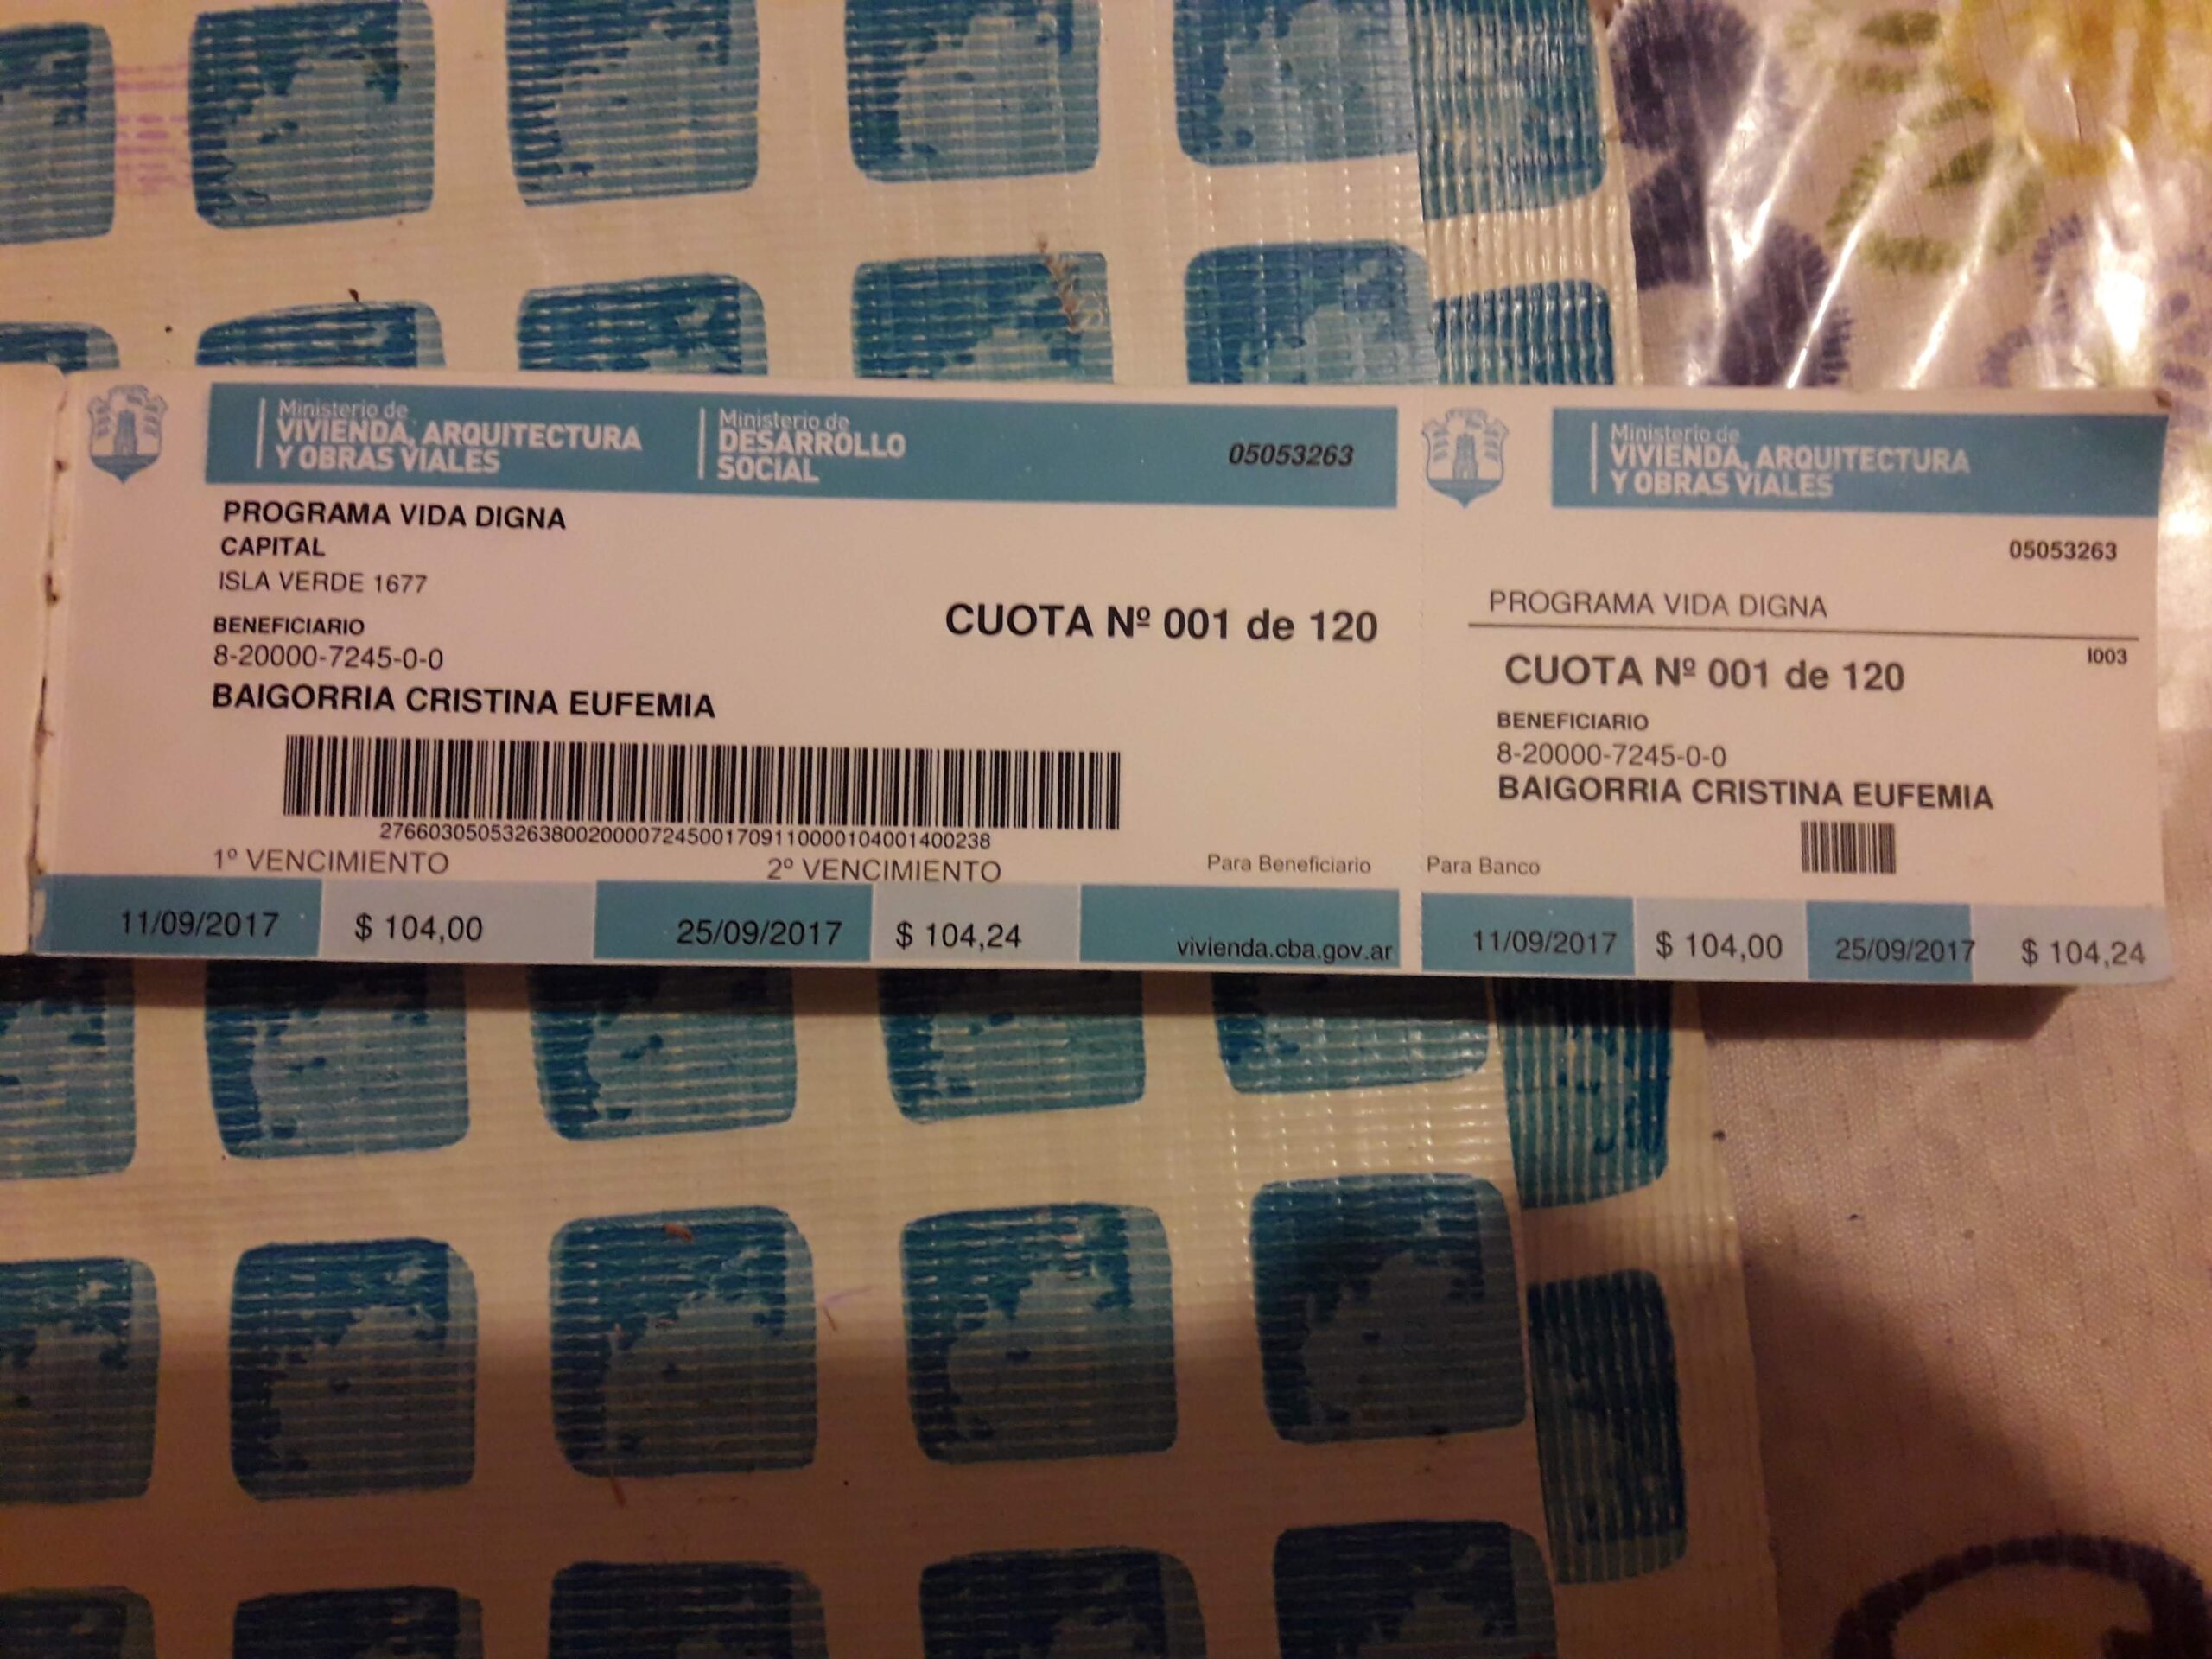 Ministerio de
VIVIENDA, ARQUITECTURA
Y OBRAS VIALES
Ministerio de
DESARROLLO
SOCIAL
05053263
PROGRAMA VIDA DIGNA
CAPITAL
ISLA VERDE 1677
BENEFICIARIO
8-20000-7245-0-0
BAIGORRIA CRISTINA EUFEMIA
CUOTA Nº 001 de 120
27660305053263800200007245001709110000104001400238
1º VENCIMIENTO
2º VENCIMIENTO
Para Beneficiario
11/09/2017
$ 104,00
25/09/2017
$ 104,24
vivienda.cba.gov.ar
Ministerio de
VIVIENDA, ARQUITECTURA
Y OBRAS VIALES
05053263
PROGRAMA VIDA DIGNA
I003
CUOTA Nº 001 de 120
BENEFICIARIO
8-20000-7245-0-0
BAIGORRIA CRISTINA EUFEMIA
Para Banco
11/09/2017
$ 104,00
25/09/2017
$ 104,24